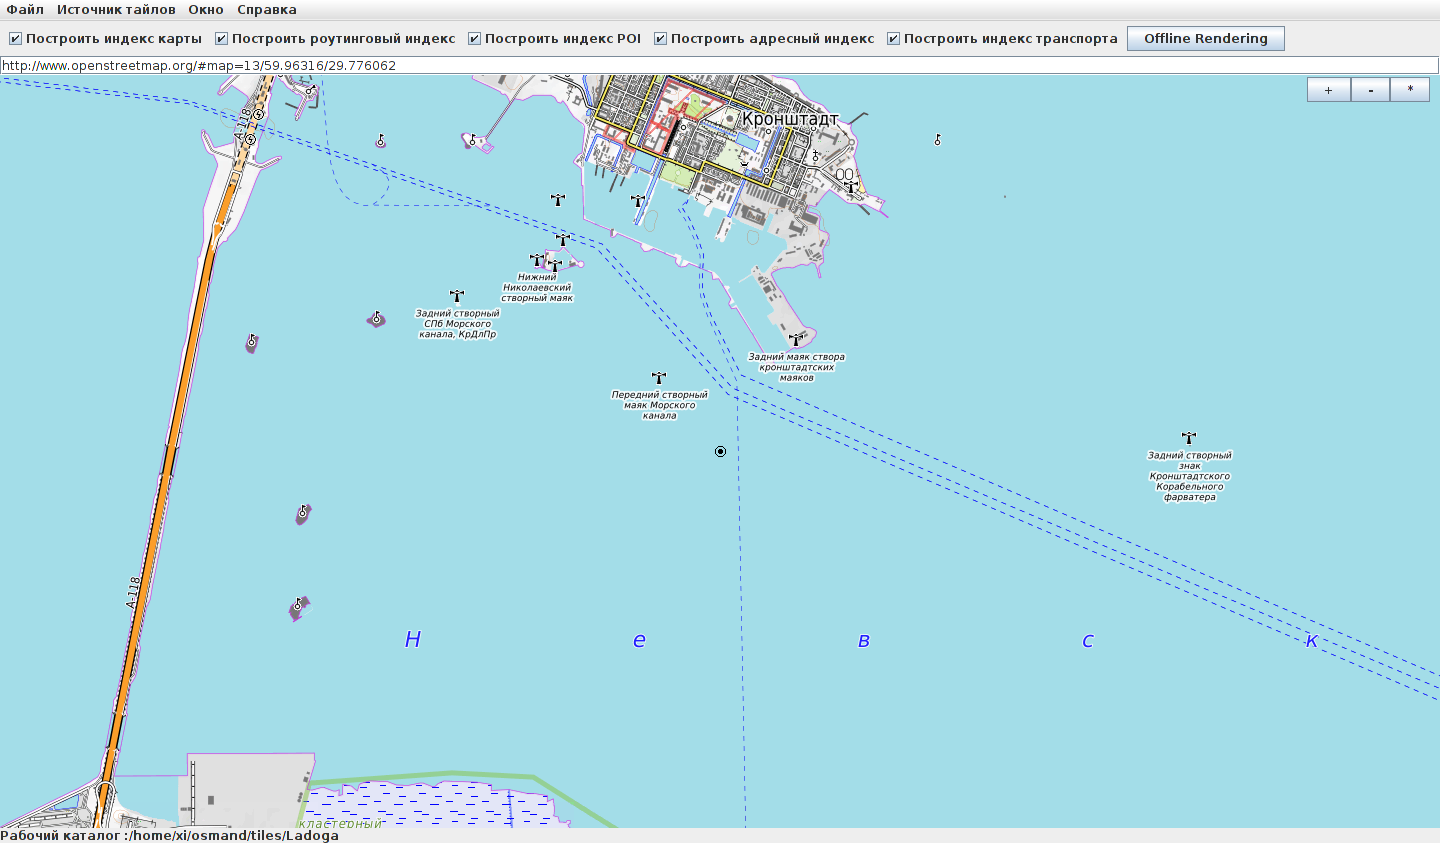 Файл Источник тайлов Окно Справка
Построить индекс карты Построить роутинговый индекс Построить индекс POI Построить адресный индекс Построить индекс транспорта Offline Rendering
http://www.openstreetmap.org/#map=13/59.96316/29.776062
+ - *
А-118
Кронштадт
Нижний
Николаевский
створный маяк
Задний створный
СПб Морского
канала, КрДлПр
Задний маяк створа
кронштадтских
маяков
Передний створный
маяк Морского
канала
Задний створный
знак
Кронштадтского
Корабельного
фарватера
А-118
Н е в с к
кластерный
Рабочий каталог :/home/xi/osmand/tiles/Ladoga